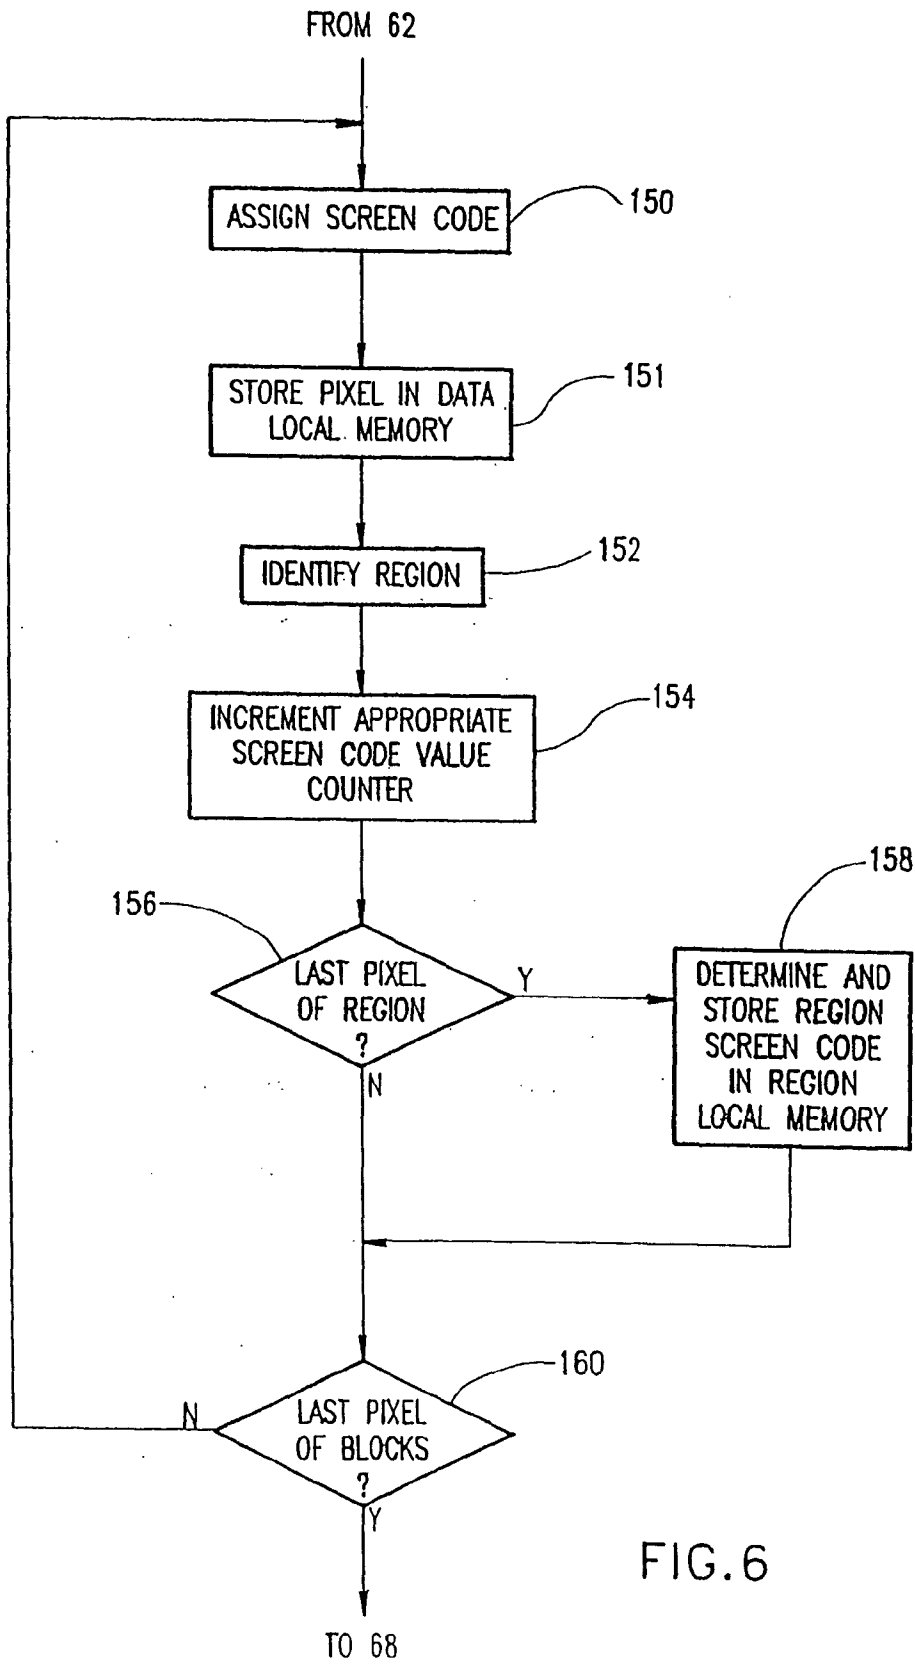 FROM 62
ASSIGN SCREEN CODE
150
STORE PIXEL IN DATA
LOCAL MEMORY
151
IDENTIFY REGION
152
INCREMENT APPROPRIATE
SCREEN CODE VALUE
COUNTER
154
156
LAST PIXEL
OF REGION
?
Y
N
158
DETERMINE AND
STORE REGION
SCREEN CODE
IN REGION
LOCAL MEMORY
160
N
LAST PIXEL
OF BLOCKS
?
Y
FIG.6
TO 68